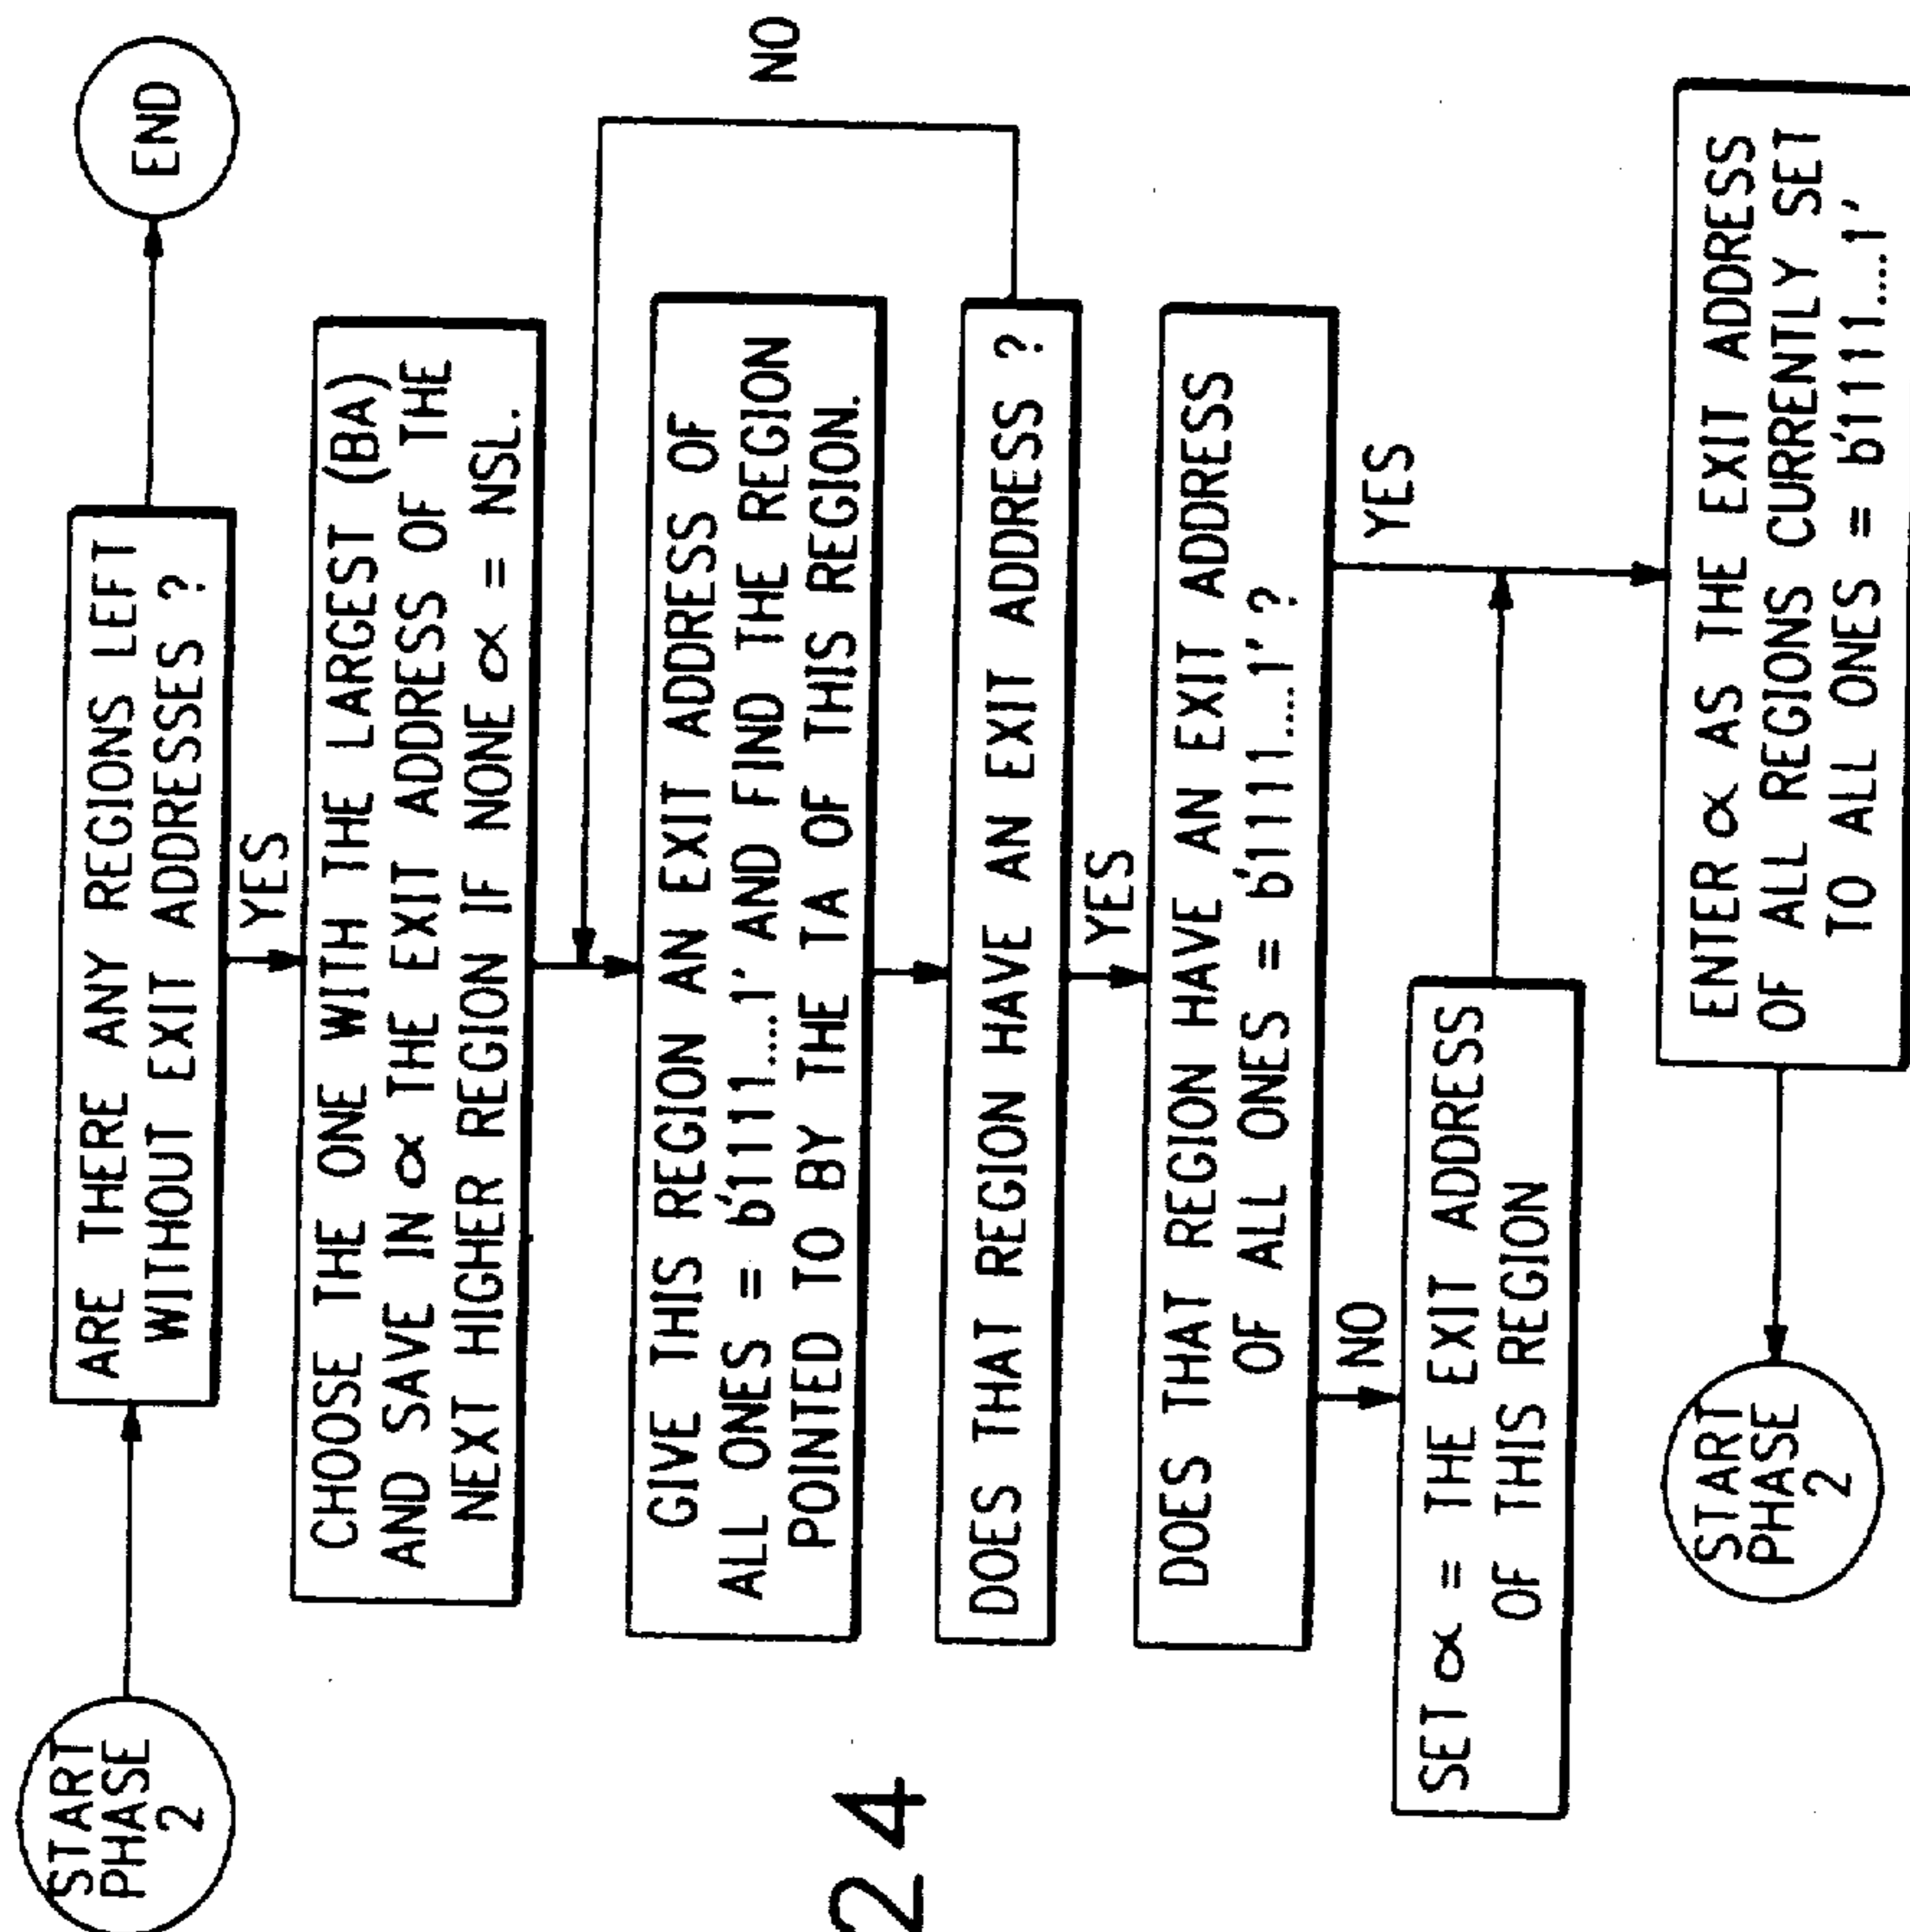 START
PHASE
2
ARE THERE ANY REGIONS LEFT
WITHOUT EXIT ADDRESSES ?
END
YES
CHOOSE THE ONE WITH THE LARGEST (BA)
AND SAVE IN α THE EXIT ADDRESS OF THE
NEXT HIGHER REGION IF NONE α = NSL.
GIVE THIS REGION AN EXIT ADDRESS OF
ALL ONES = b'1111....1' AND FIND THE REGION
POINTED TO BY THE TA OF THIS REGION.
NO
DOES THAT REGION HAVE AN EXIT ADDRESS ?
YES
DOES THAT REGION HAVE AN EXIT ADDRESS
OF ALL ONES = b'1111....1' ?
NO
YES
SET α = THE EXIT ADDRESS
OF THIS REGION
ENTER α AS THE EXIT ADDRESS
OF ALL REGIONS CURRENTLY SET
TO ALL ONES = b'1111....1'
START
PHASE
2
24